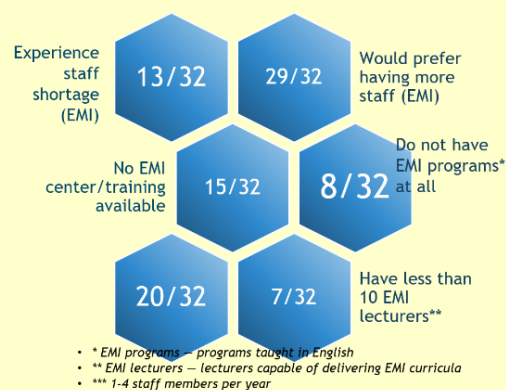 Experience
staff
shortage
(EMI)
13/32
29/32
Would prefer
having more
staff (EMI)
No EMI
center/training
available
15/32
8/32
Do not have
EMI programs*
at all
20/32
7/32
Have less than
10 EMI
lecturers**
• * EMI programs — programs taught in English
• ** EMI lecturers — lecturers capable of delivering EMI curricula
• *** 1-4 staff members per year